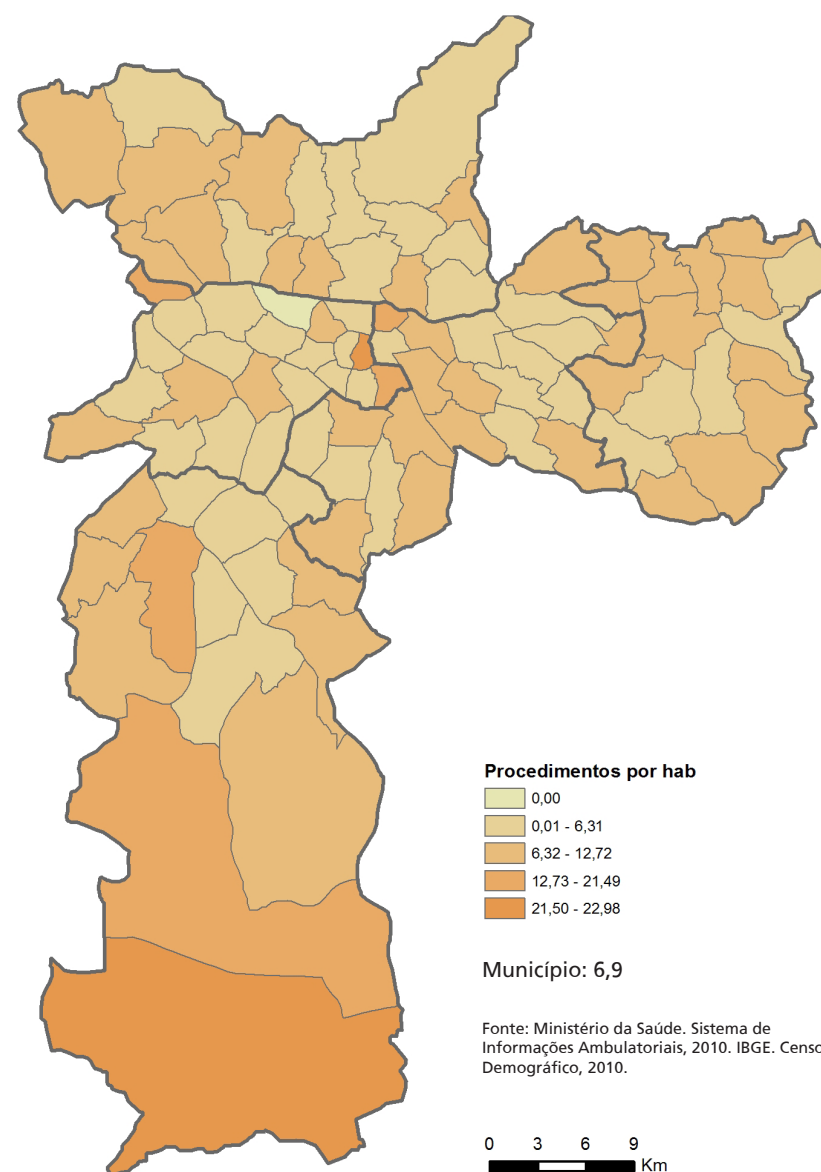 Procedimentos por hab
0,00
0,01 - 6,31
6,32 - 12,72
12,73 - 21,49
21,50 - 22,98
Município: 6,9
Fonte: Ministério da Saúde. Sistema de
Informações Ambulatoriais, 2010. IBGE. Censo
Demográfico, 2010.
0 3 6 9
Km